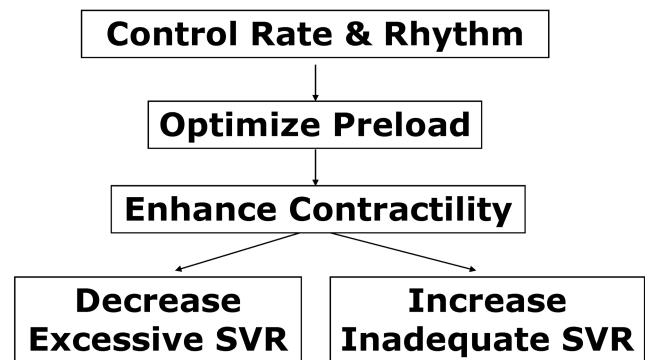 Control Rate & Rhythm
Optimize Preload
Enhance Contractility
Decrease
Excessive SVR
Increase
Inadequate SVR